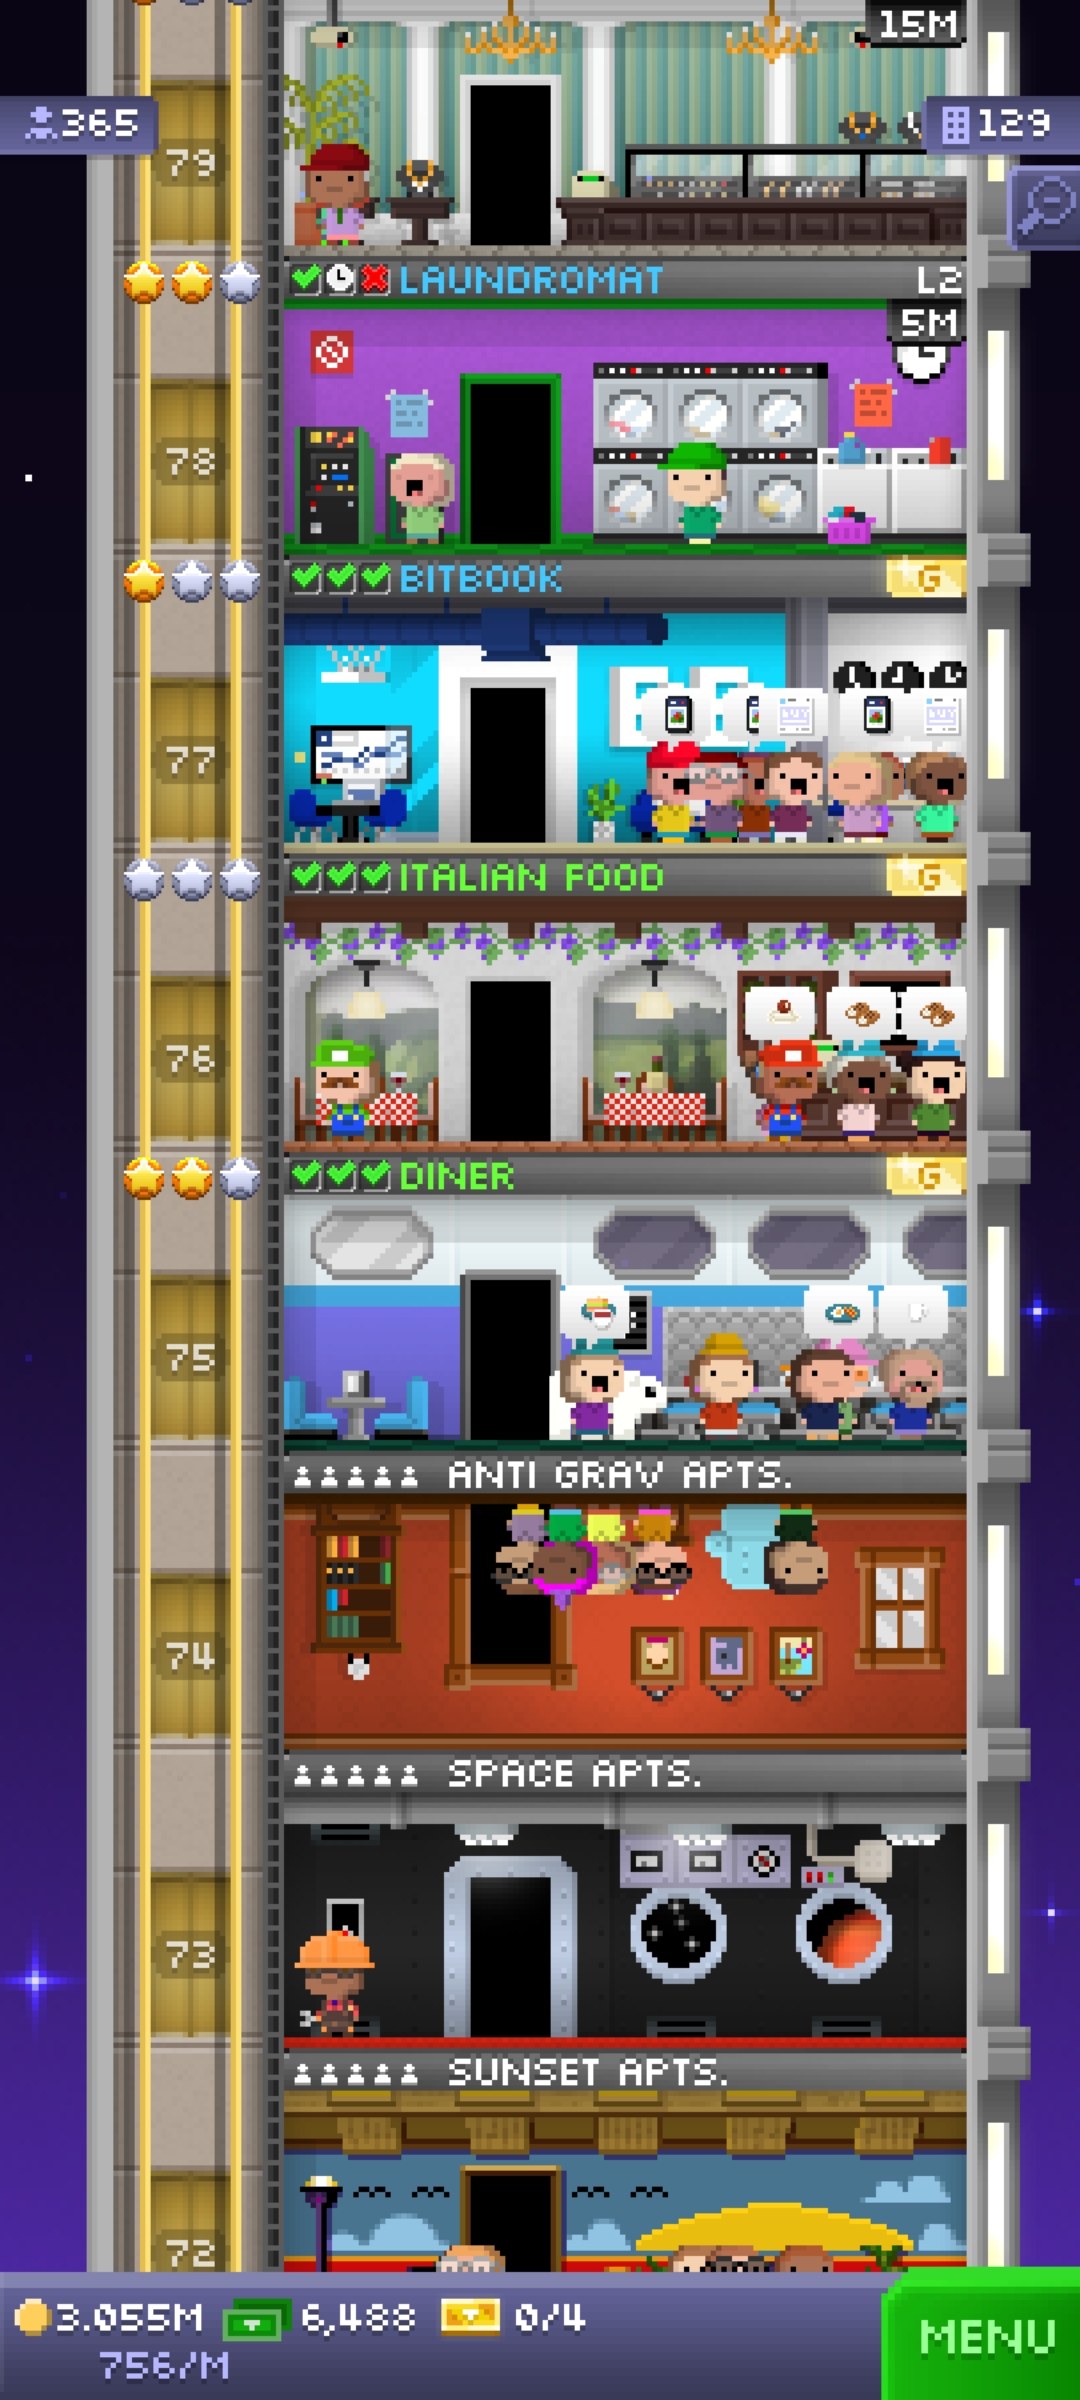 15M
365
129
79
LAUNDROMAT L2
5M
78
BITBOOK G
77
ITALIAN FOOD G
76
DINER G
75
ANTI GRAV APTS.
74
SPACE APTS.
73
SUNSET APTS.
72
3.055M 6,488 0/4
756/M
MENU